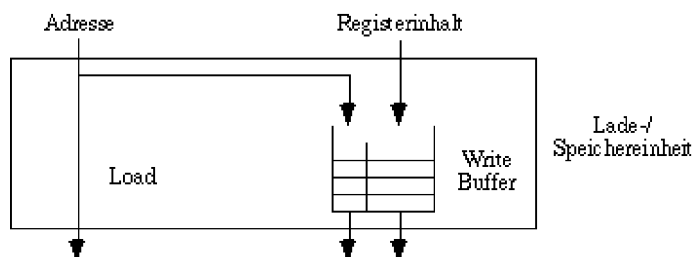 Adresse
Registerinhalt
Lade-/
Speichereinheit
Load
Write
Buffer